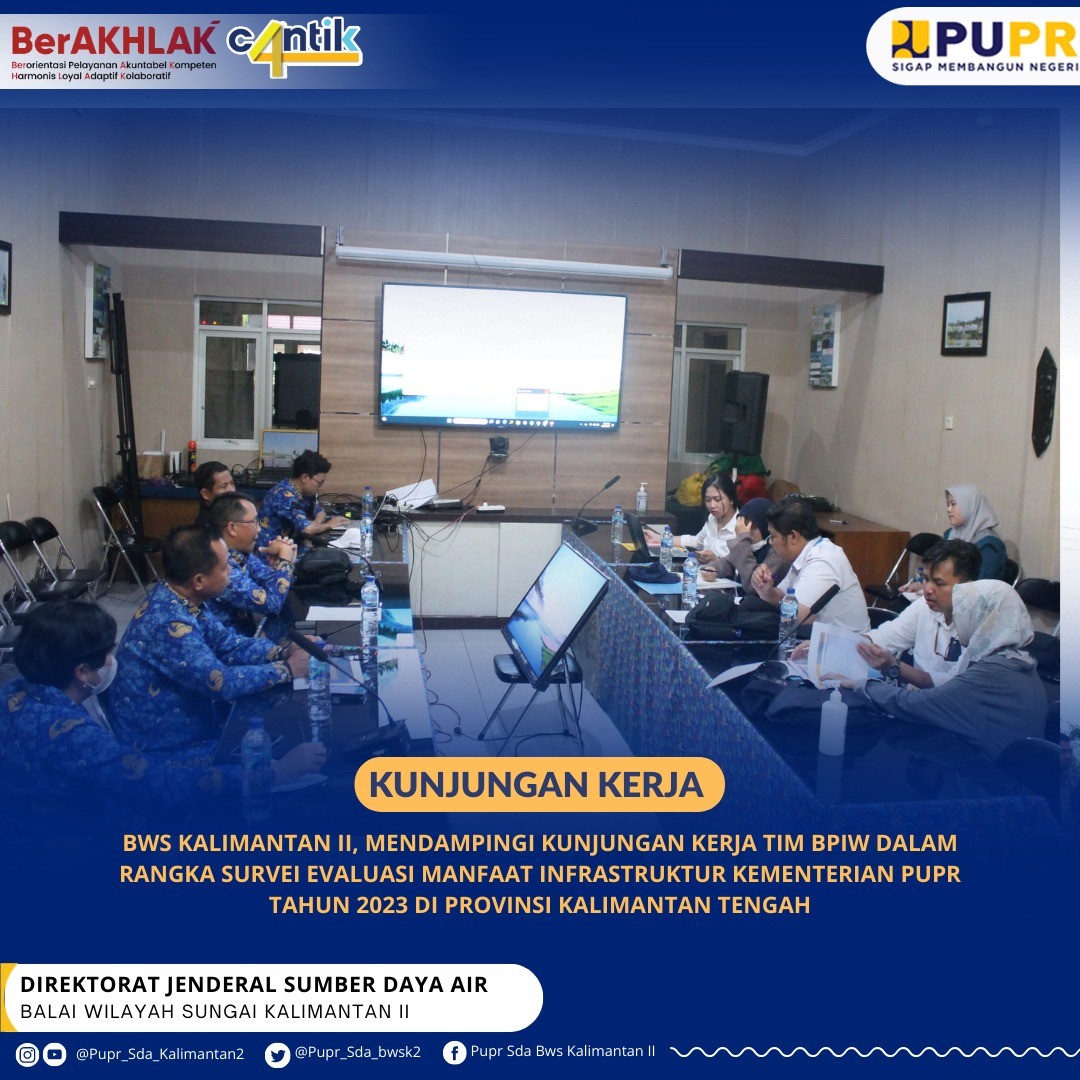 BerAKHLAK
Berorientasi Pelayanan Akuntabel Kompeten
Harmonis Loyal Adaptif Kolaboratif
c4ntik
PUPR
SIGAP MEMBANGUN NEGERI
KUNJUNGAN KERJA
BWS KALIMANTAN II, MENDAMPINGI KUNJUNGAN KERJA TIM BPIW DALAM
RANGKA SURVEI EVALUASI MANFAAT INFRASTRUKTUR KEMENTERIAN PUPR
TAHUN 2023 DI PROVINSI KALIMANTAN TENGAH
DIREKTORAT JENDERAL SUMBER DAYA AIR
BALAI WILAYAH SUNGAI KALIMANTAN II
@Pupr_Sda_Kalimantan2
@Pupr_Sda_bwsk2
Pupr Sda Bws Kalimantan II